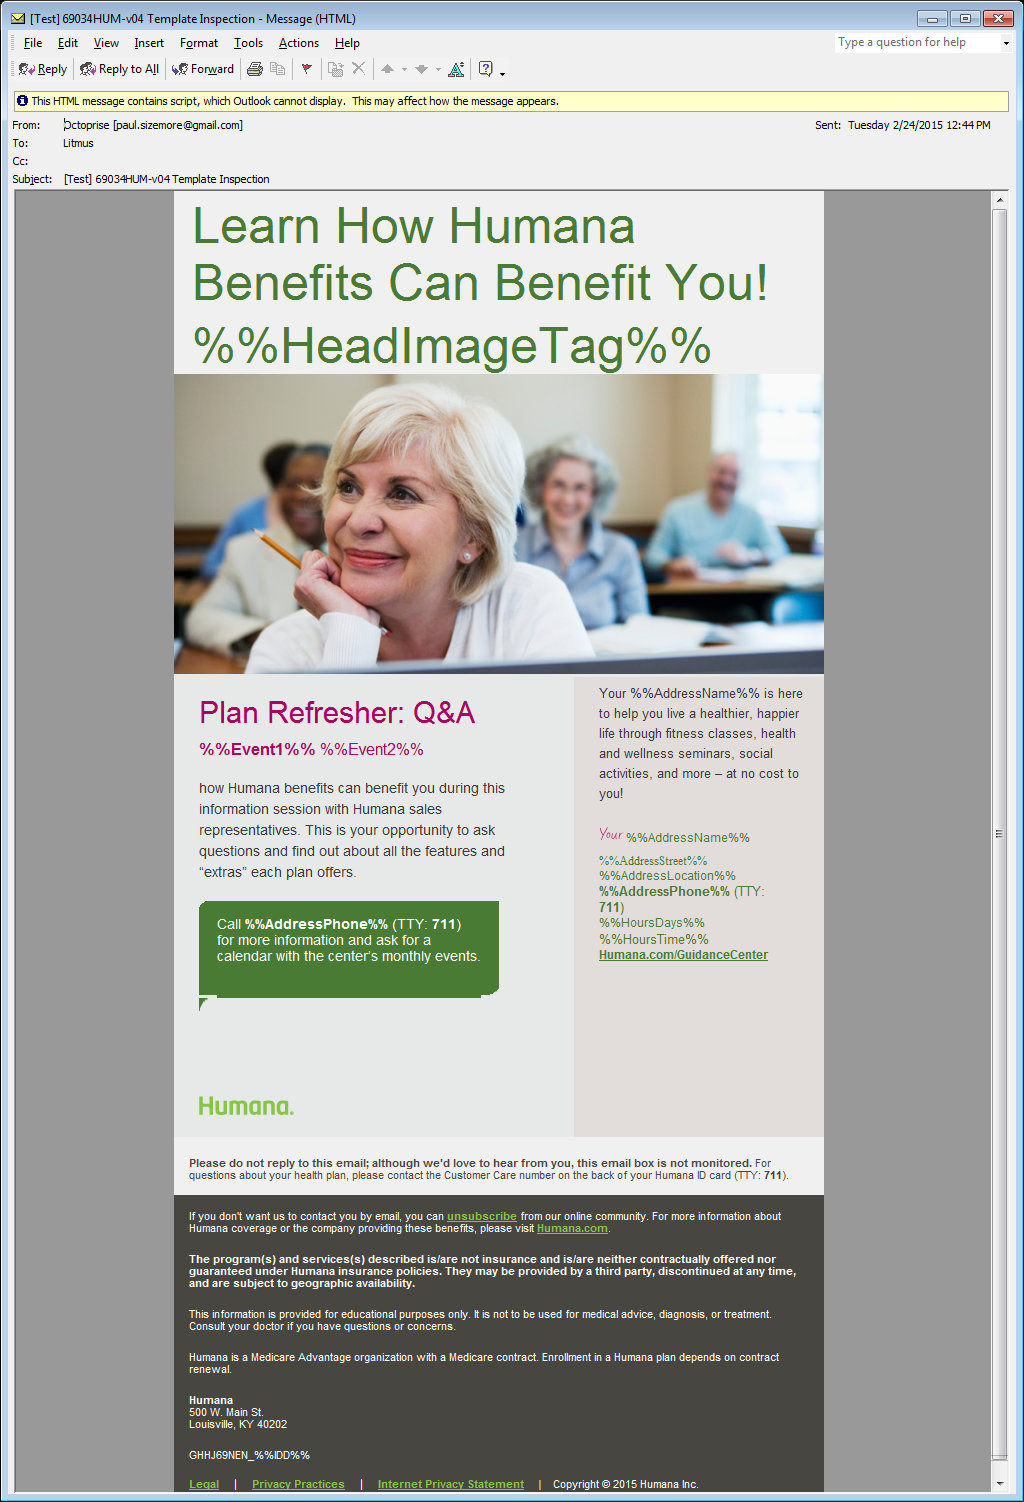 [Test] 69034HUM-v04 Template Inspection - Message (HTML)
File Edit View Insert Format Tools Actions Help
Type a question for help
Reply Reply to All Forward
This HTML message contains script, which Outlook cannot display. This may affect how the message appears.
From: Octoprise [paul.sizemore@gmail.com] Sent: Tuesday 2/24/2015 12:44 PM
To: Litmus
Cc:
Subject: [Test] 69034HUM-v04 Template Inspection
Learn How Humana
Benefits Can Benefit You!
%%HeadImageTag%%
Plan Refresher: Q&A
%%Event1%% %%Event2%%
how Humana benefits can benefit you during this
information session with Humana sales
representatives. This is your opportunity to ask
questions and find out about all the features and
“extras” each plan offers.
Call %%AddressPhone%% (TTY: 711)
for more information and ask for a
calendar with the center's monthly events.
Humana.
Your %%AddressName%% is here
to help you live a healthier, happier
life through fitness classes, health
and wellness seminars, social
activities, and more – at no cost to
you!
Your %%AddressName%%
%%AddressStreet%%
%%AddressLocation%%
%%AddressPhone%% (TTY:
711)
%%HoursDays%%
%%HoursTime%%
Humana.com/GuidanceCenter
Please do not reply to this email; although we'd love to hear from you, this email box is not monitored. For
questions about your health plan, please contact the Customer Care number on the back of your Humana ID card (TTY: 711).
If you don't want us to contact you by email, you can unsubscribe from our online community. For more information about
Humana coverage or the company providing these benefits, please visit Humana.com.
The program(s) and services(s) described is/are not insurance and is/are neither contractually offered nor
guaranteed under Humana insurance policies. They may be provided by a third party, discontinued at any time,
and are subject to geographic availability.
This information is provided for educational purposes only. It is not to be used for medical advice, diagnosis, or treatment.
Consult your doctor if you have questions or concerns.
Humana is a Medicare Advantage organization with a Medicare contract. Enrollment in a Humana plan depends on contract
renewal.
Humana
500 W. Main St.
Louisville, KY 40202
GHHJ69NEN_%%IDD%%
Legal | Privacy Practices | Internet Privacy Statement | Copyright © 2015 Humana Inc.